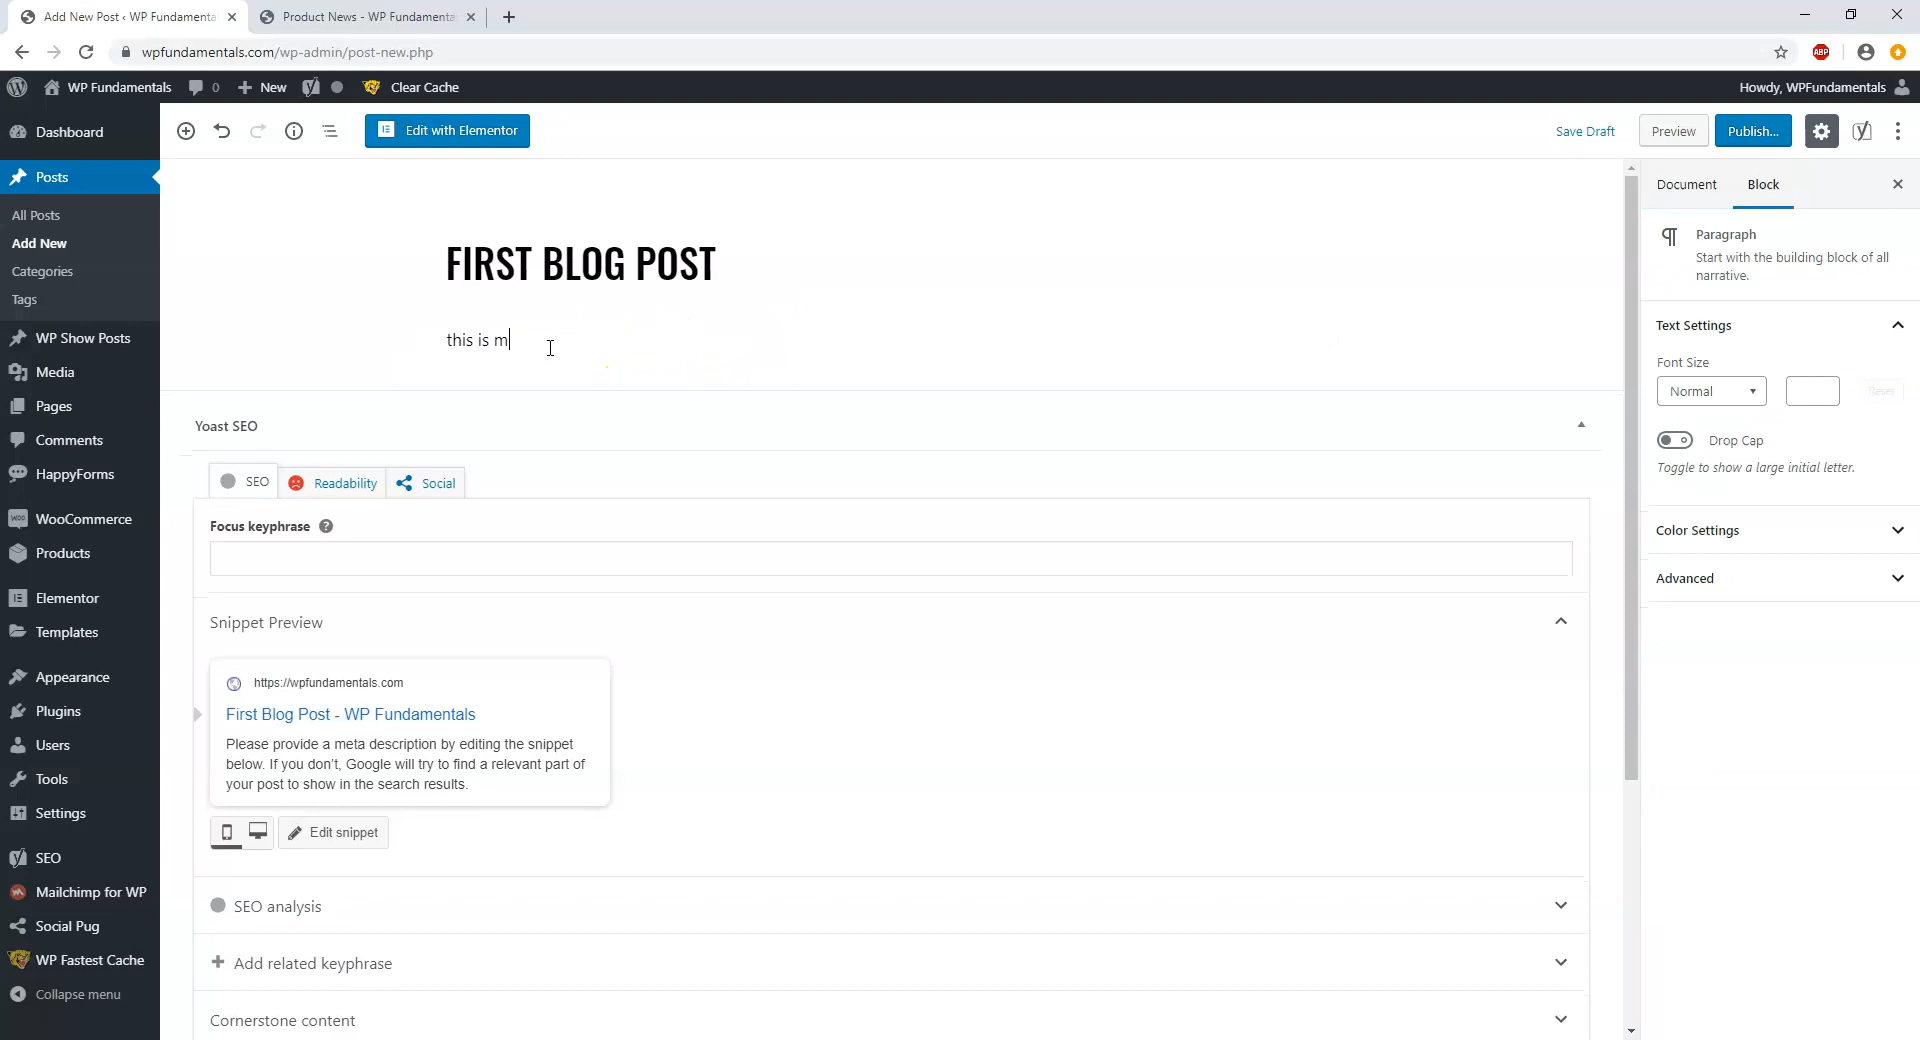 Add New Post ‹ WP Fundamenta
Product News - WP Fundamenta
wpfundamentals.com/wp-admin/post-new.php
ABP
WP Fundamentals
0
New
Clear Cache
Howdy, WPFundamentals
Dashboard
Posts
All Posts
Add New
Categories
Tags
WP Show Posts
Media
Pages
Comments
HappyForms
WooCommerce
Products
Elementor
Templates
Appearance
Plugins
Users
Tools
Settings
SEO
Mailchimp for WP
Social Pug
WP Fastest Cache
Collapse menu
Edit with Elementor
Save Draft
Preview
Publish...
FIRST BLOG POST
this is m
Yoast SEO
SEO
Readability
Social
Focus keyphrase
Snippet Preview
https://wpfundamentals.com
First Blog Post - WP Fundamentals
Please provide a meta description by editing the snippet
below. If you don't, Google will try to find a relevant part of
your post to show in the search results.
Edit snippet
SEO analysis
Add related keyphrase
Cornerstone content
Document
Block
Paragraph
Start with the building block of all
narrative.
Text Settings
Font Size
Normal
Reset
Drop Cap
Toggle to show a large initial letter.
Color Settings
Advanced